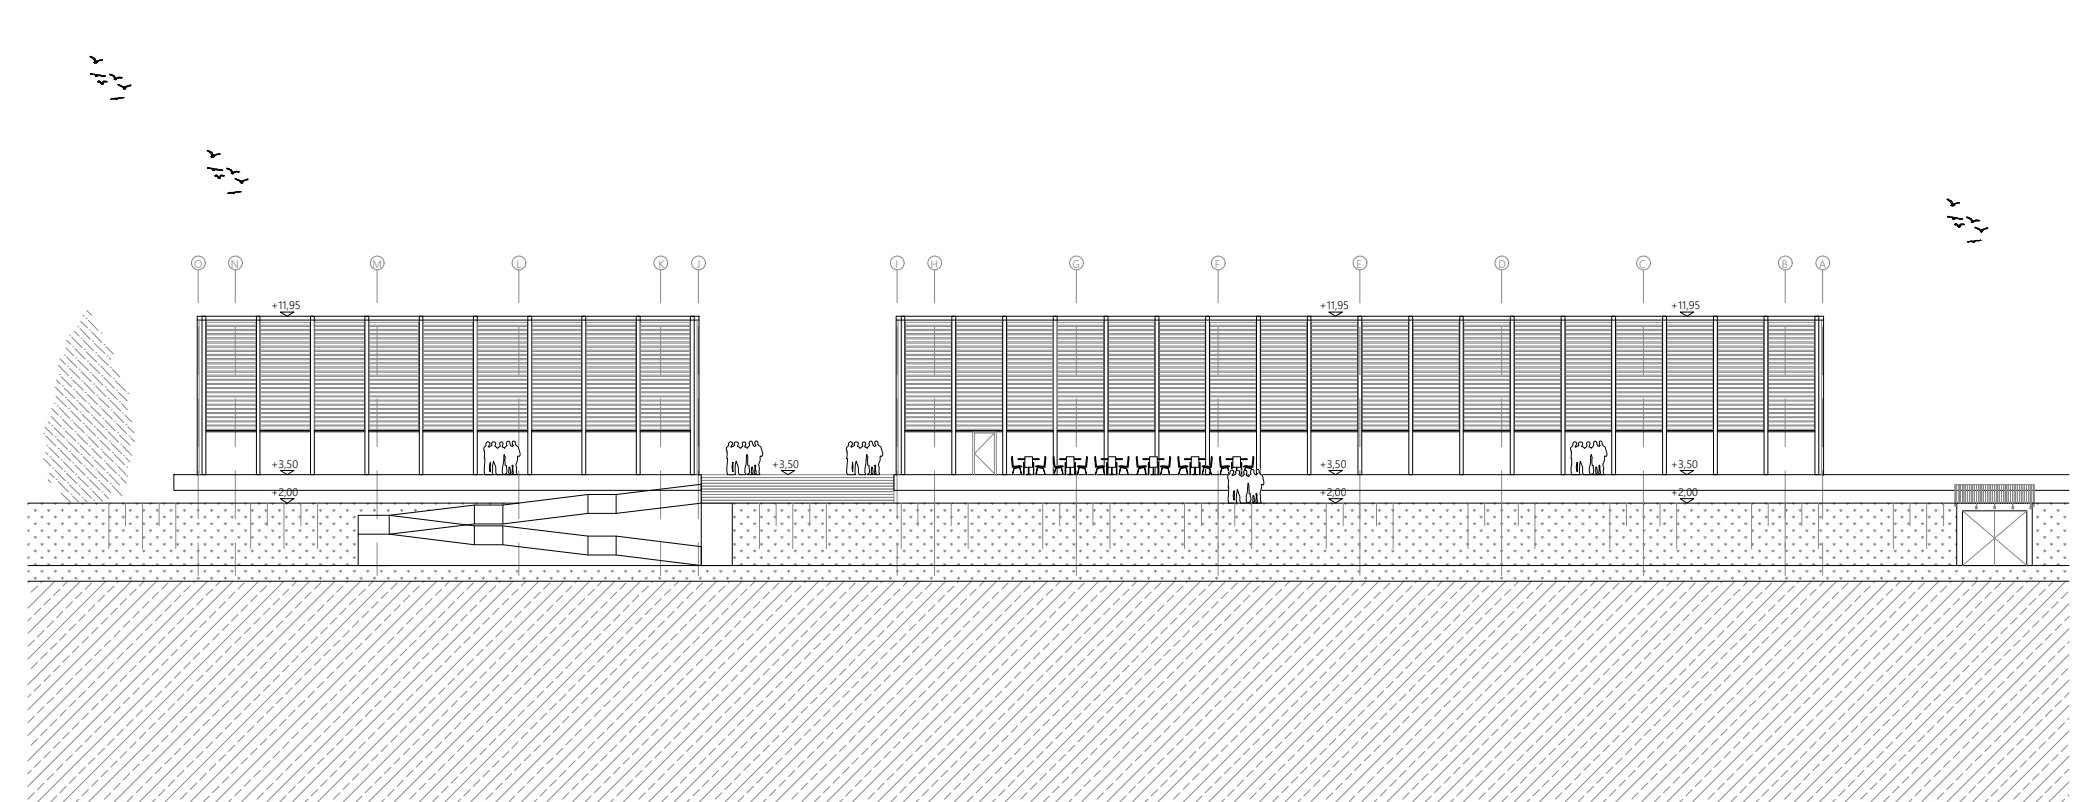 O N M L K J I H G F E D C B A
+11,95 +11,95 +11,95
+3,50 +3,50 +3,50 +3,50
+2,00 +2,00 +2,00